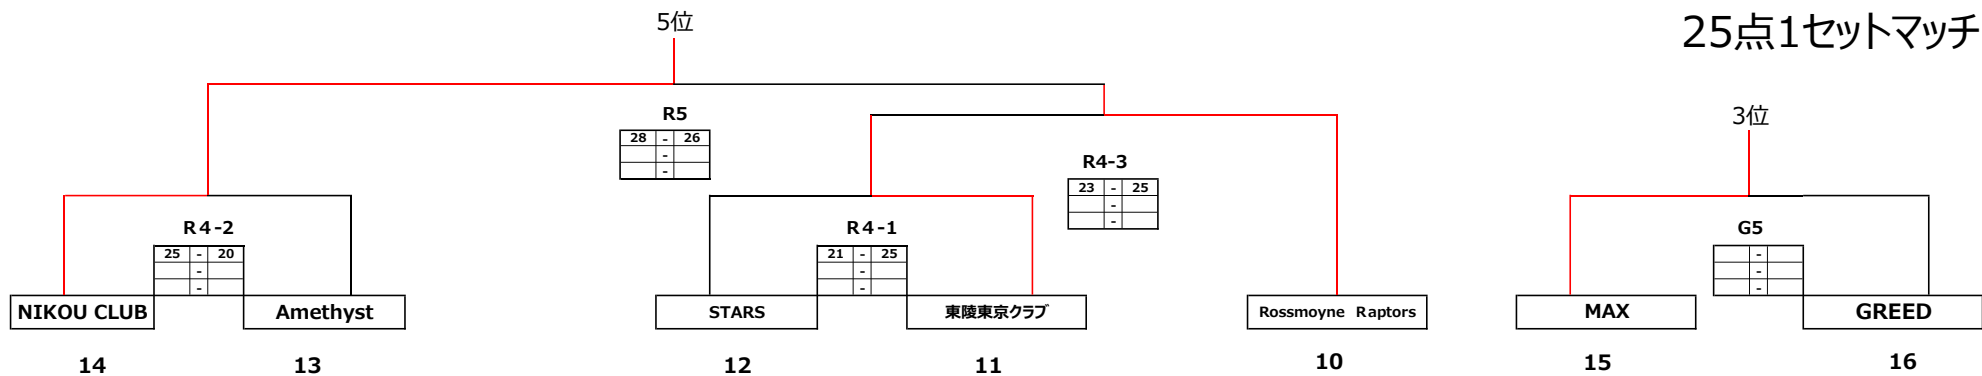 5位
25点1セットマッチ
R5
28 - 26
-
-
3位
R4-3
23 - 25
-
-
R４-2
25 - 20
-
-
R４-1
21 - 25
-
-
G5
-
-
-
NIKOU CLUB
Amethyst
STARS
東陵東京クラブ
Rossmoyne Raptors
MAX
GREED
14
13
12
11
10
15
16